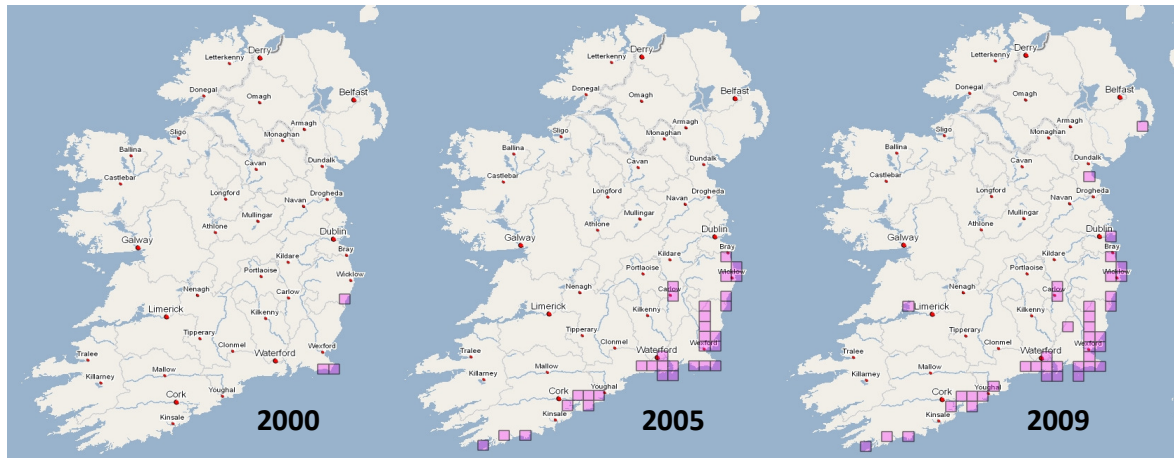 Derry
Letterkenny
Donegal
Omagh
Belfast
Armagh
Sligo
Monaghan
Ballina
Cavan
Dundalk
Castlebar
Longford
Drogheda
Navan
Mullingar
Athlone
Dublin
Galway
Bray
Kildare
Portlaoise
Wicklow
Nenagh
Carlow
Limerick
Kilkenny
Tipperary
Clonmel
Wexford
Tralee
Waterford
Mallow
Killarney
Youghal
Cork
Kinsale
2000
Derry
Letterkenny
Donegal
Omagh
Belfast
Armagh
Sligo
Monaghan
Ballina
Cavan
Dundalk
Castlebar
Longford
Drogheda
Navan
Mullingar
Athlone
Dublin
Galway
Bray
Kildare
Portlaoise
Wicklow
Nenagh
Carlow
Limerick
Kilkenny
Tipperary
Clonmel
Wexford
Tralee
Waterford
Mallow
Killarney
Youghal
Cork
Kinsale
2005
Derry
Letterkenny
Donegal
Omagh
Belfast
Armagh
Sligo
Monaghan
Ballina
Cavan
Dundalk
Castlebar
Longford
Drogheda
Navan
Mullingar
Athlone
Dublin
Galway
Bray
Kildare
Portlaoise
Wicklow
Nenagh
Carlow
Limerick
Kilkenny
Tipperary
Clonmel
Wexford
Tralee
Waterford
Mallow
Killarney
Youghal
Cork
Kinsale
2009